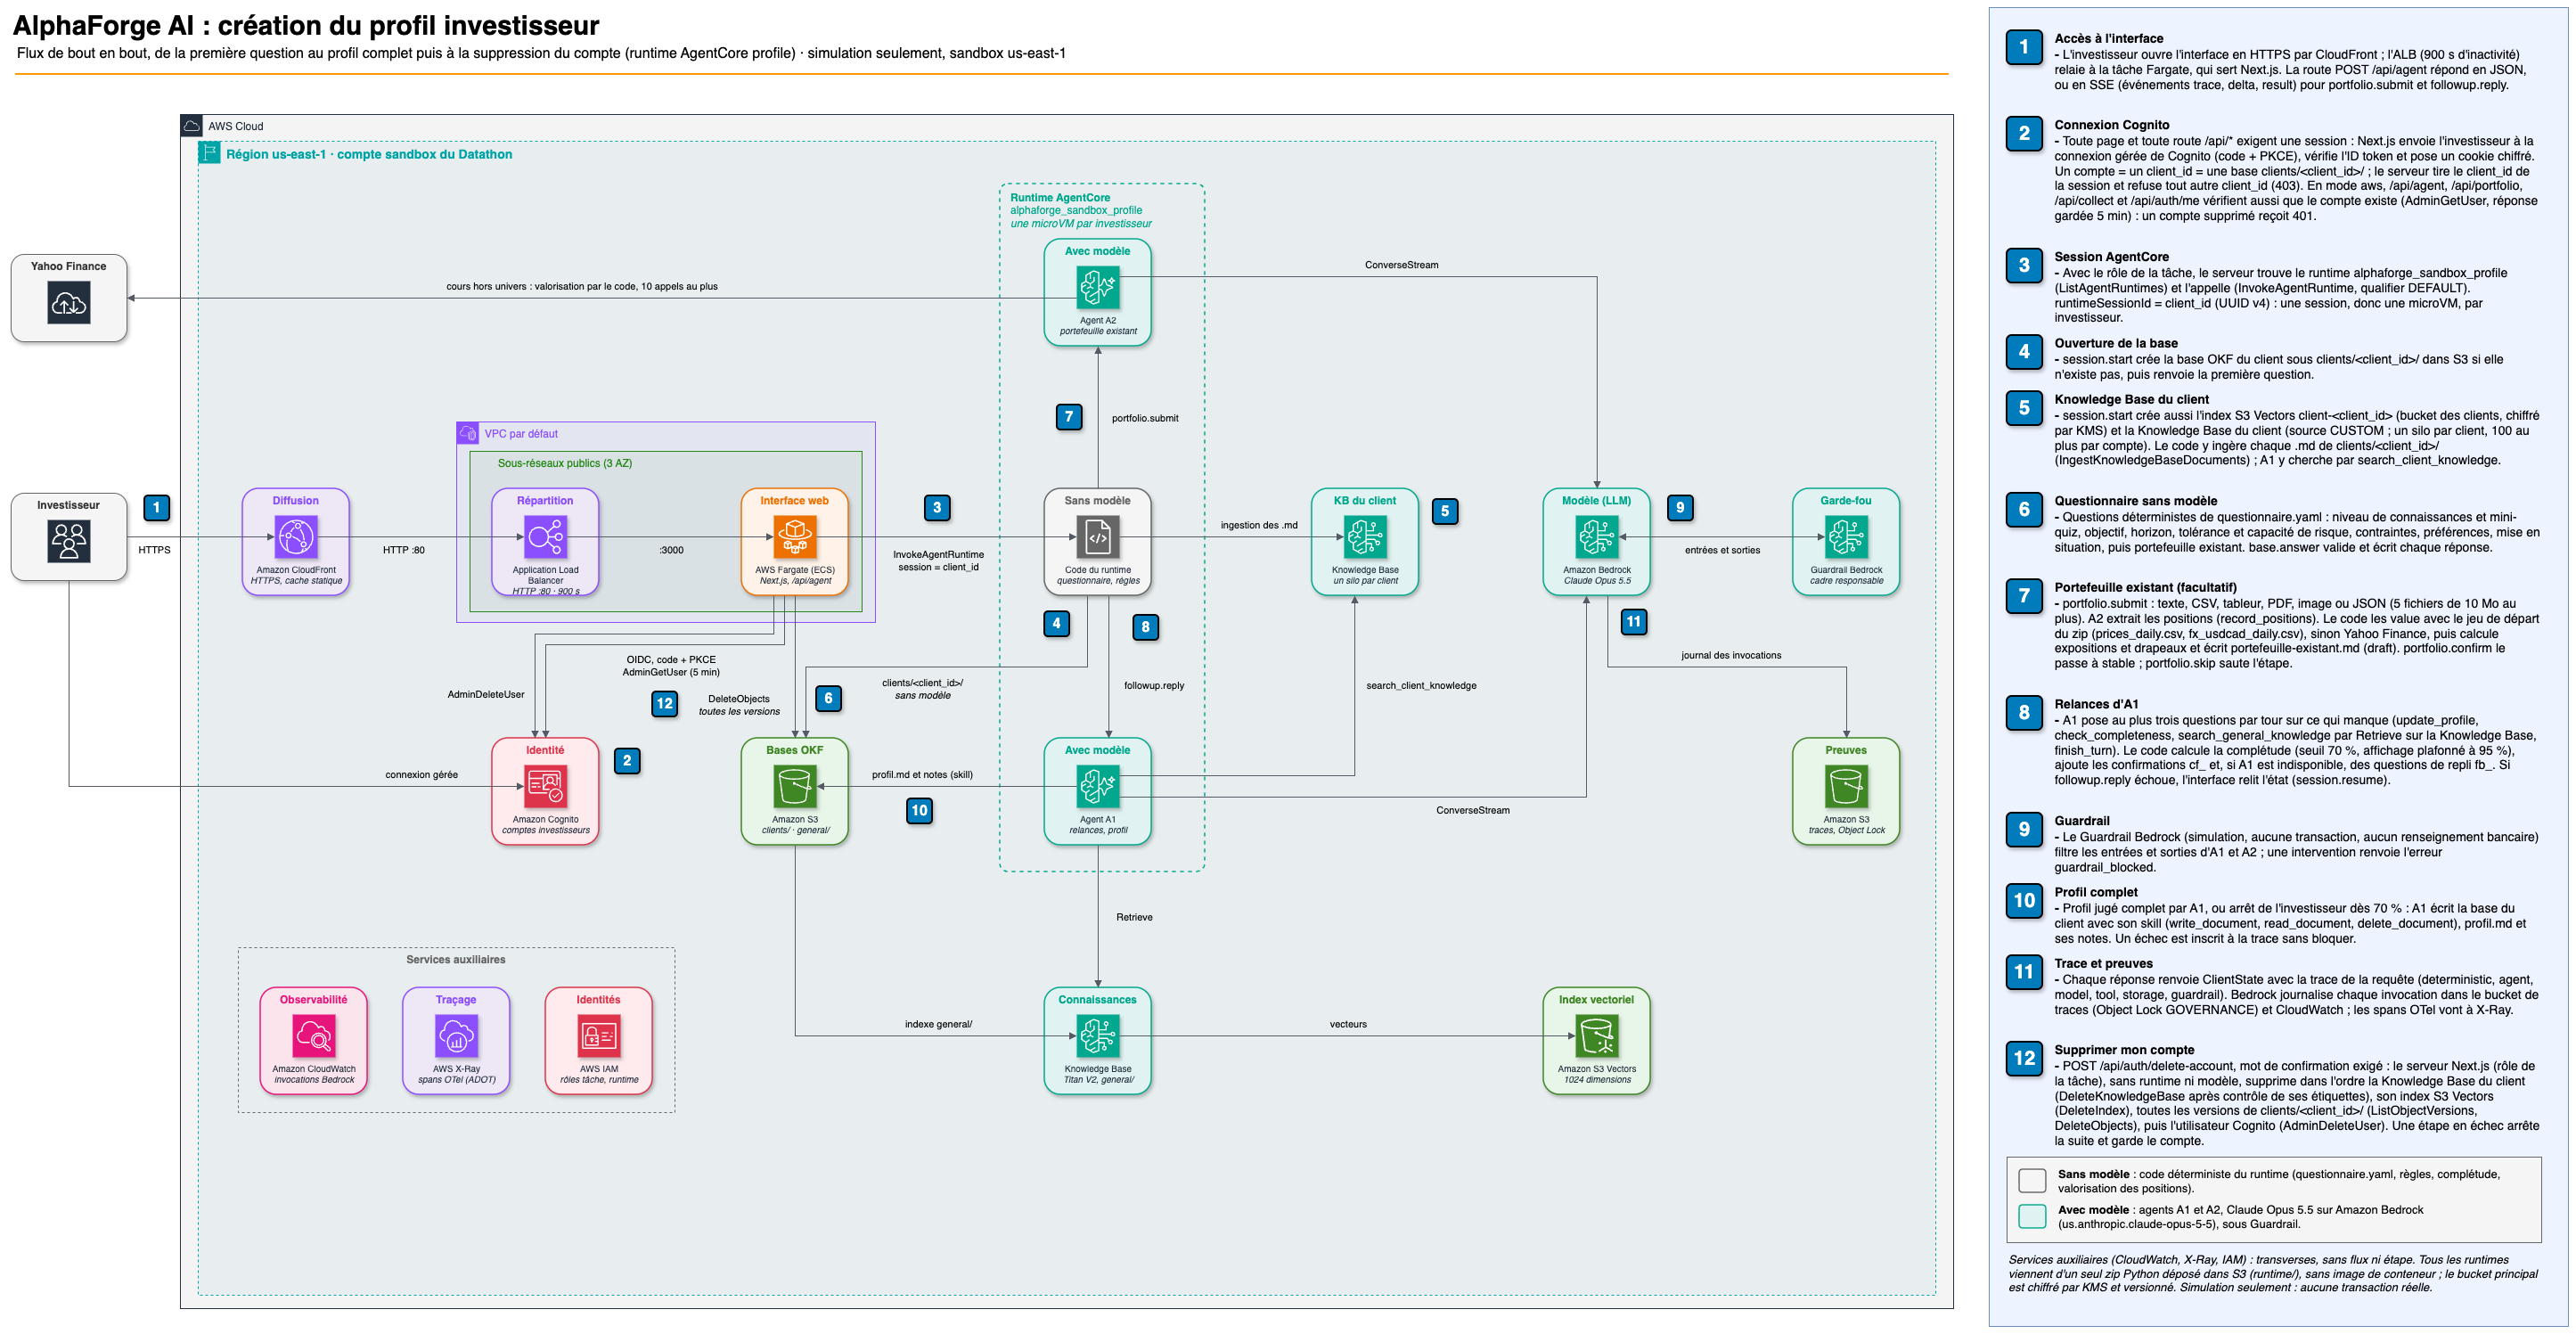 AlphaForge AI : création du profil investisseur
Flux de bout en bout, de la première question au profil complet puis à la suppression du compte (runtime AgentCore profile) · simulation seulement, sandbox us-east-1
AWS Cloud
Région us-east-1 · compte sandbox du Datathon
Runtime AgentCore
alphaforge_sandbox_profile
une microVM par investisseur
Yahoo Finance
cours hors univers : valorisation par le code, 10 appels au plus
Avec modèle
Agent A2
portefeuille existant
ConverseStream
7
portfolio.submit
VPC par défaut
Sous-réseaux publics (3 AZ)
Investisseur
1
HTTPS
Diffusion
Amazon CloudFront
HTTPS, cache statique
HTTP :80
Répartition
Application Load
Balancer
HTTP :80 · 900 s
:3000
Interface web
AWS Fargate (ECS)
Next.js, /api/agent
3
InvokeAgentRuntime
session = client_id
Sans modèle
Code du runtime
questionnaire, règles
ingestion des .md
KB du client
Knowledge Base
un silo par client
5
Modèle (LLM)
Amazon Bedrock
Claude Opus 5.5
9
entrées et sorties
Garde-fou
Guardrail Bedrock
cadre responsable
4
8
11
OIDC, code + PKCE
AdminGetUser (5 min)
AdminDeleteUser
12
DeleteObjects
toutes les versions
6
clients/<client_id>/
sans modèle
followup.reply
search_client_knowledge
journal des invocations
connexion gérée
Identité
Amazon Cognito
comptes investisseurs
2
Bases OKF
Amazon S3
clients/ · general/
profil.md et notes (skill)
10
Avec modèle
Agent A1
relances, profil
ConverseStream
Preuves
Amazon S3
traces, Object Lock
Retrieve
Services auxiliaires
Observabilité
Amazon CloudWatch
invocations Bedrock
Traçage
AWS X-Ray
spans OTel (ADOT)
Identités
AWS IAM
rôles tâche, runtime
indexe general/
Connaissances
Knowledge Base
Titan V2, general/
vecteurs
Index vectoriel
Amazon S3 Vectors
1024 dimensions
1
Accès à l'interface
- L'investisseur ouvre l'interface en HTTPS par CloudFront ; l'ALB (900 s d'inactivité)
relaie à la tâche Fargate, qui sert Next.js. La route POST /api/agent répond en JSON,
ou en SSE (événements trace, delta, result) pour portfolio.submit et followup.reply.
2
Connexion Cognito
- Toute page et toute route /api/* exigent une session : Next.js envoie l'investisseur à la
connexion gérée de Cognito (code + PKCE), vérifie l'ID token et pose un cookie chiffré.
Un compte = un client_id = une base clients/<client_id>/ ; le serveur tire le client_id de
la session et refuse tout autre client_id (403). En mode aws, /api/agent, /api/portfolio,
/api/collect et /api/auth/me vérifient aussi que le compte existe (AdminGetUser, réponse
gardée 5 min) : un compte supprimé reçoit 401.
3
Session AgentCore
- Avec le rôle de la tâche, le serveur trouve le runtime alphaforge_sandbox_profile
(ListAgentRuntimes) et l'appelle (InvokeAgentRuntime, qualifier DEFAULT).
runtimeSessionId = client_id (UUID v4) : une session, donc une microVM, par
investisseur.
4
Ouverture de la base
- session.start crée la base OKF du client sous clients/<client_id>/ dans S3 si elle
n'existe pas, puis renvoie la première question.
5
Knowledge Base du client
- session.start crée aussi l'index S3 Vectors client-<client_id> (bucket des clients, chiffré
par KMS) et la Knowledge Base du client (source CUSTOM ; un silo par client, 100 au
plus par compte). Le code y ingère chaque .md de clients/<client_id>/
(IngestKnowledgeBaseDocuments) ; A1 y cherche par search_client_knowledge.
6
Questionnaire sans modèle
- Questions déterministes de questionnaire.yaml : niveau de connaissances et mini-
quiz, objectif, horizon, tolérance et capacité de risque, contraintes, préférences, mise en
situation, puis portefeuille existant. base.answer valide et écrit chaque réponse.
7
Portefeuille existant (facultatif)
- portfolio.submit : texte, CSV, tableur, PDF, image ou JSON (5 fichiers de 10 Mo au
plus). A2 extrait les positions (record_positions). Le code les value avec le jeu de départ
du zip (prices_daily.csv, fx_usdcad_daily.csv), sinon Yahoo Finance, puis calcule
expositions et drapeaux et écrit portefeuille-existant.md (draft). portfolio.confirm le
passe à stable ; portfolio.skip saute l'étape.
8
Relances d'A1
- A1 pose au plus trois questions par tour sur ce qui manque (update_profile,
check_completeness, search_general_knowledge par Retrieve sur la Knowledge Base,
finish_turn). Le code calcule la complétude (seuil 70 %, affichage plafonné à 95 %),
ajoute les confirmations cf_ et, si A1 est indisponible, des questions de repli fb_. Si
followup.reply échoue, l'interface relit l'état (session.resume).
9
Guardrail
- Le Guardrail Bedrock (simulation, aucune transaction, aucun renseignement bancaire)
filtre les entrées et sorties d'A1 et A2 ; une intervention renvoie l'erreur
guardrail_blocked.
10
Profil complet
- Profil jugé complet par A1, ou arrêt de l'investisseur dès 70 % : A1 écrit la base du
client avec son skill (write_document, read_document, delete_document), profil.md et
ses notes. Un échec est inscrit à la trace sans bloquer.
11
Trace et preuves
- Chaque réponse renvoie ClientState avec la trace de la requête (deterministic, agent,
model, tool, storage, guardrail). Bedrock journalise chaque invocation dans le bucket de
traces (Object Lock GOVERNANCE) et CloudWatch ; les spans OTel vont à X-Ray.
12
Supprimer mon compte
- POST /api/auth/delete-account, mot de confirmation exigé : le serveur Next.js (rôle de
la tâche), sans runtime ni modèle, supprime dans l'ordre la Knowledge Base du client
(DeleteKnowledgeBase après contrôle de ses étiquettes), son index S3 Vectors
(DeleteIndex), toutes les versions de clients/<client_id>/ (ListObjectVersions,
DeleteObjects), puis l'utilisateur Cognito (AdminDeleteUser). Une étape en échec arrête
la suite et garde le compte.
Sans modèle : code déterministe du runtime (questionnaire.yaml, règles, complétude,
valorisation des positions).
Avec modèle : agents A1 et A2, Claude Opus 5.5 sur Amazon Bedrock
(us.anthropic.claude-opus-5-5), sous Guardrail.
Services auxiliaires (CloudWatch, X-Ray, IAM) : transverses, sans flux ni étape. Tous les runtimes
viennent d'un seul zip Python déposé dans S3 (runtime/), sans image de conteneur ; le bucket principal
est chiffré par KMS et versionné. Simulation seulement : aucune transaction réelle.